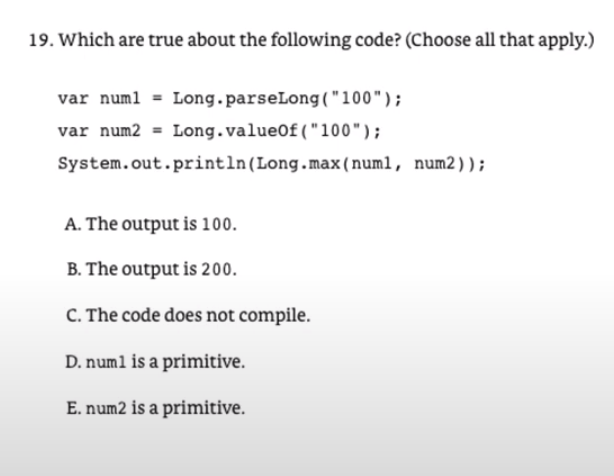 19. Which are true about the following code? (Choose all that apply.)
var num1 = Long.parseLong("100");
var num2 = Long.valueOf("100");
System.out.println(Long.max(num1, num2));
A. The output is 100.
B. The output is 200.
C. The code does not compile.
D. num1 is a primitive.
E. num2 is a primitive.